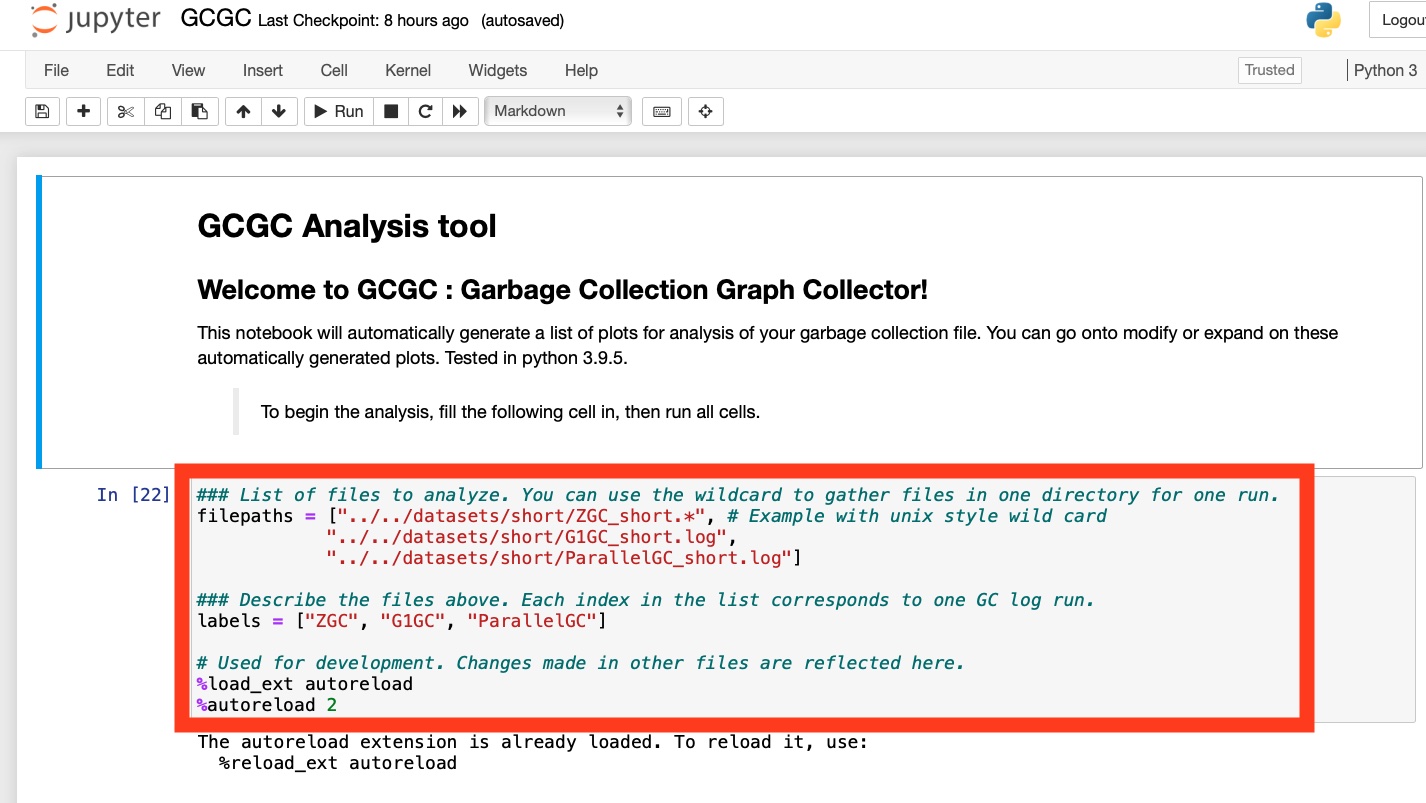 jupyter GCGC Last Checkpoint: 8 hours ago (autosaved)
File Edit View Insert Cell Kernel Widgets Help Trusted Python 3
Run Markdown
GCGC Analysis tool
Welcome to GCGC : Garbage Collection Graph Collector!
This notebook will automatically generate a list of plots for analysis of your garbage collection file. You can go onto modify or expand on these
automatically generated plots. Tested in python 3.9.5.
To begin the analysis, fill the following cell in, then run all cells.
In [22] ### List of files to analyze. You can use the wildcard to gather files in one directory for one run.
filepaths = ["../../datasets/short/ZGC_short.*", # Example with unix style wild card
"../../datasets/short/G1GC_short.log",
"../../datasets/short/ParallelGC_short.log"]
### Describe the files above. Each index in the list corresponds to one GC log run.
labels = ["ZGC", "G1GC", "ParallelGC"]
# Used for development. Changes made in other files are reflected here.
%load_ext autoreload
%autoreload 2
The autoreload extension is already loaded. To reload it, use:
%reload_ext autoreload